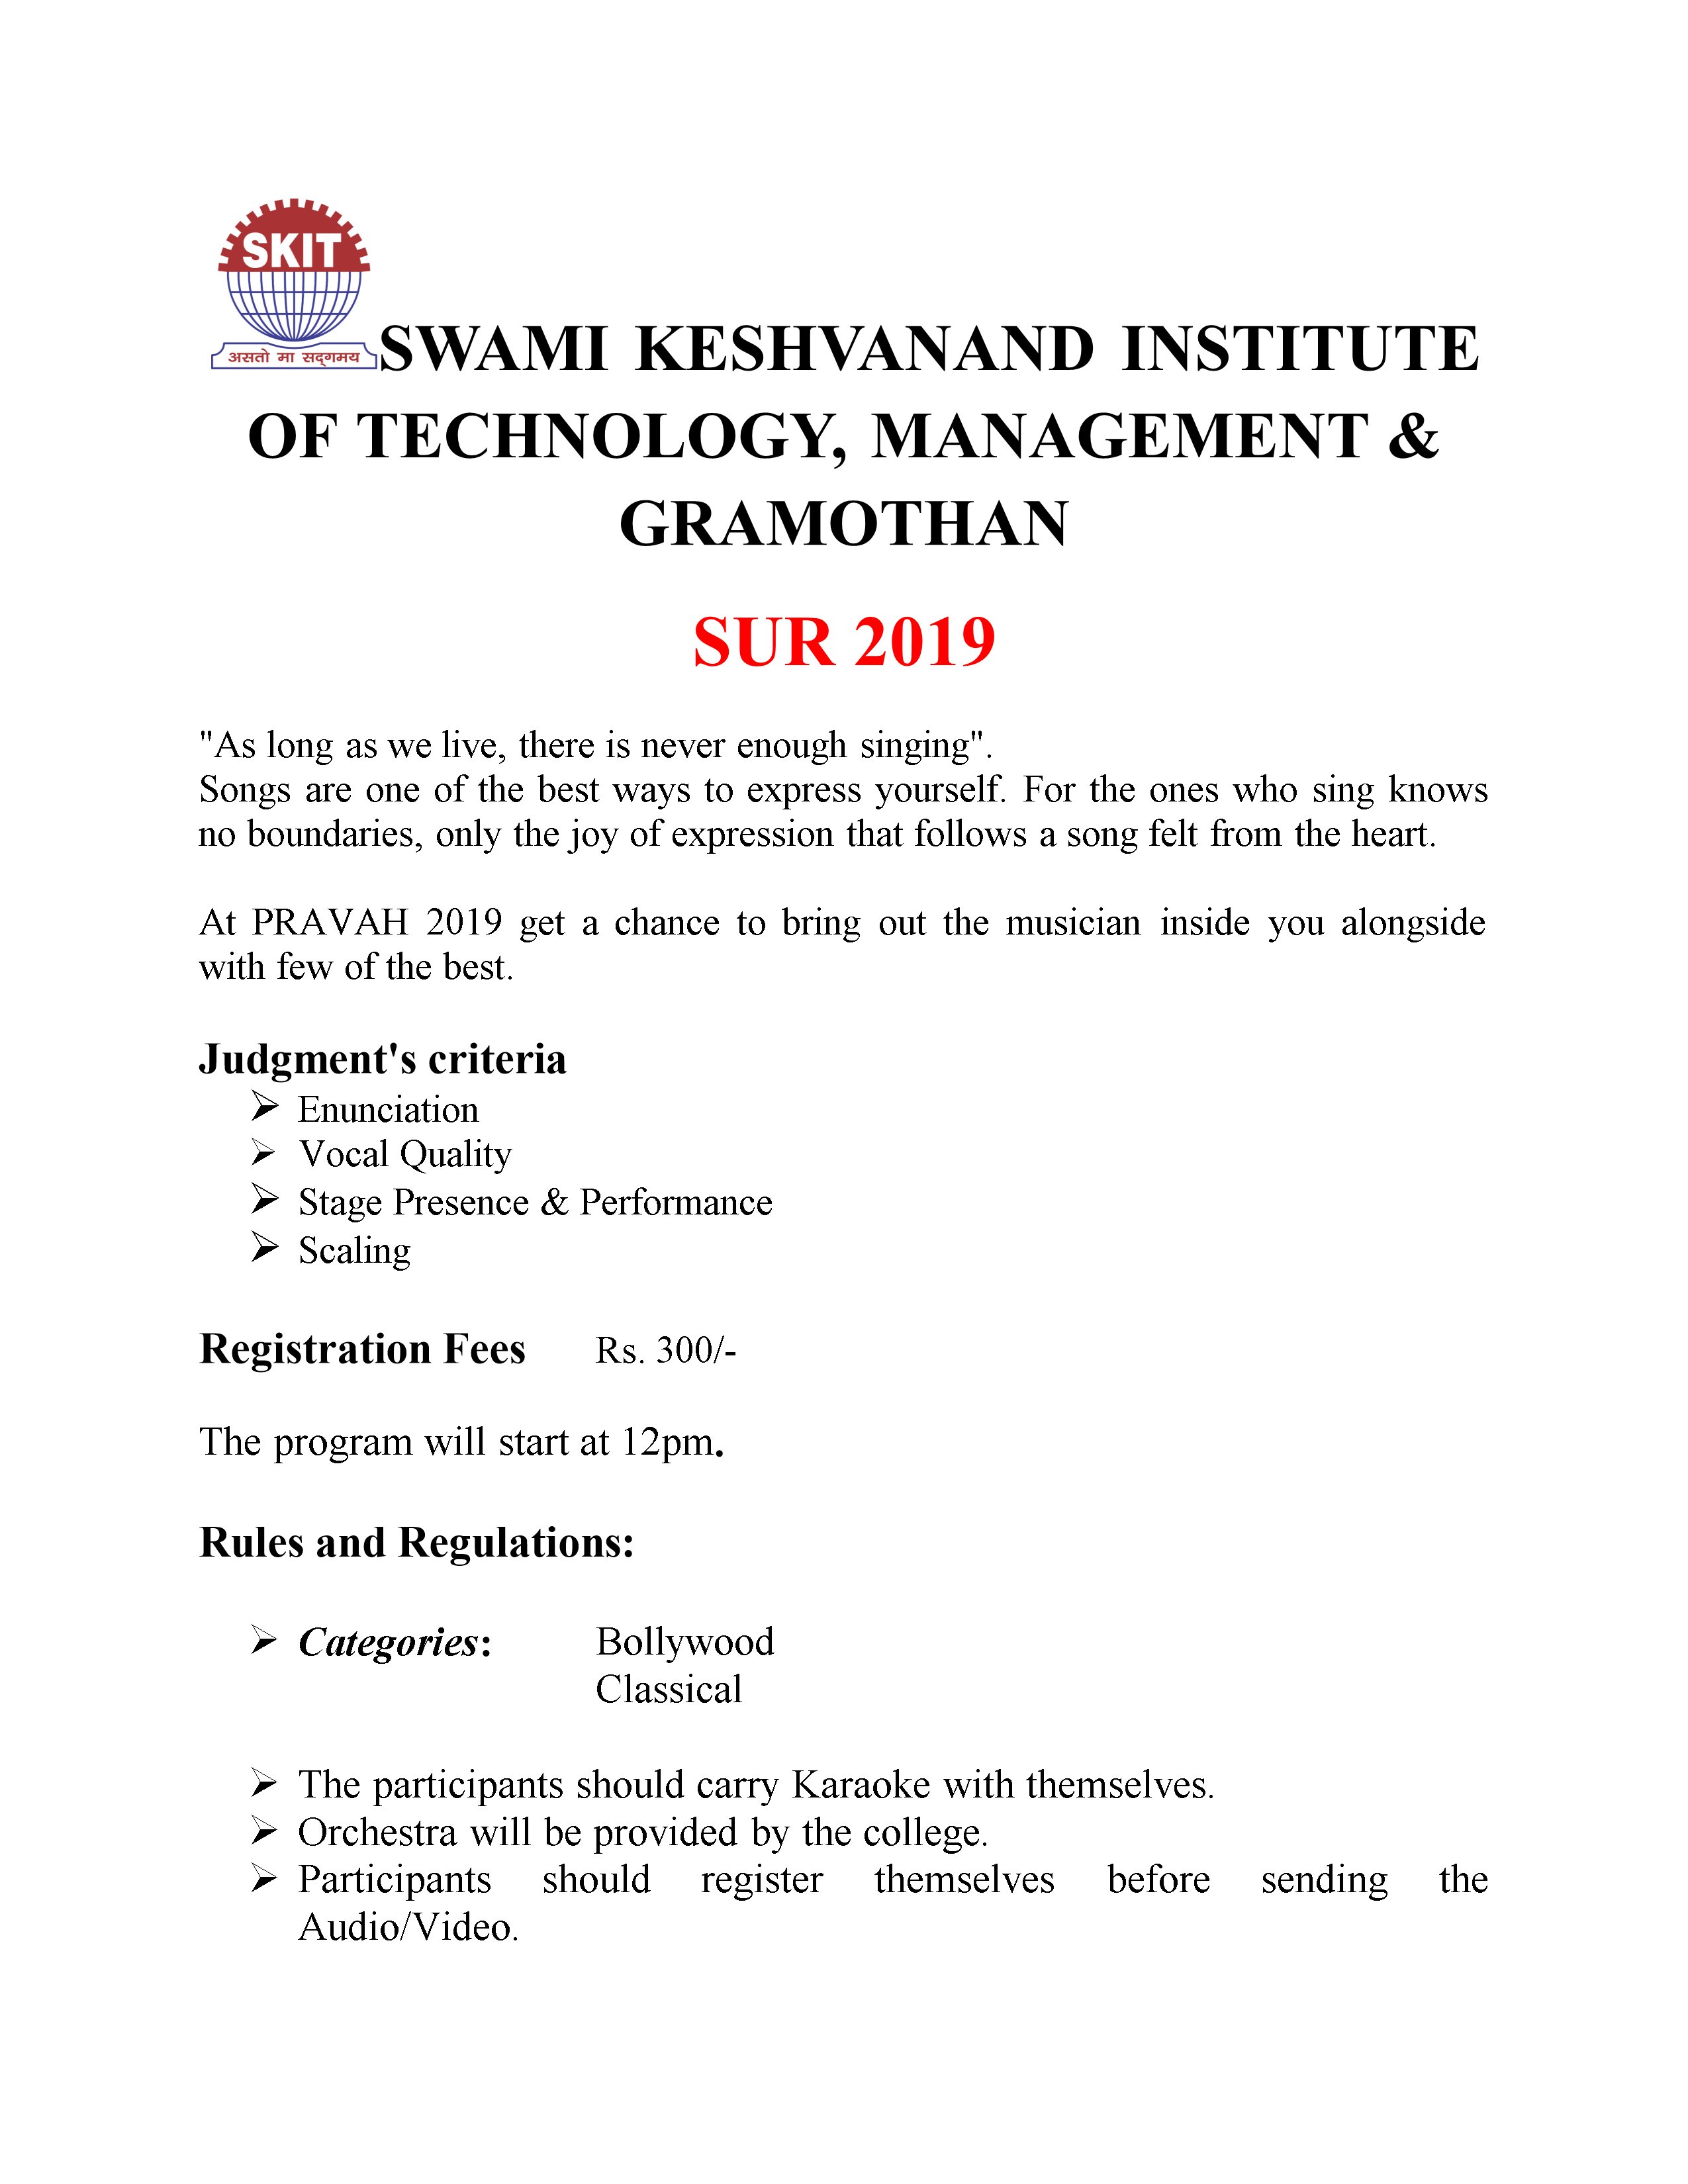 SKIT
असतो मा सद्गमय
SWAMI KESHVANAND INSTITUTE
OF TECHNOLOGY, MANAGEMENT &
GRAMOTHAN
SUR 2019
"As long as we live, there is never enough singing".
Songs are one of the best ways to express yourself. For the ones who sing knows
no boundaries, only the joy of expression that follows a song felt from the heart.
At PRAVAH 2019 get a chance to bring out the musician inside you alongside
with few of the best.
Judgment's criteria
➢ Enunciation
➢ Vocal Quality
➢ Stage Presence & Performance
➢ Scaling
Registration Fees Rs. 300/-
The program will start at 12pm.
Rules and Regulations:
➢ Categories: Bollywood
Classical
➢ The participants should carry Karaoke with themselves.
➢ Orchestra will be provided by the college.
➢ Participants should register themselves before sending the
Audio/Video.